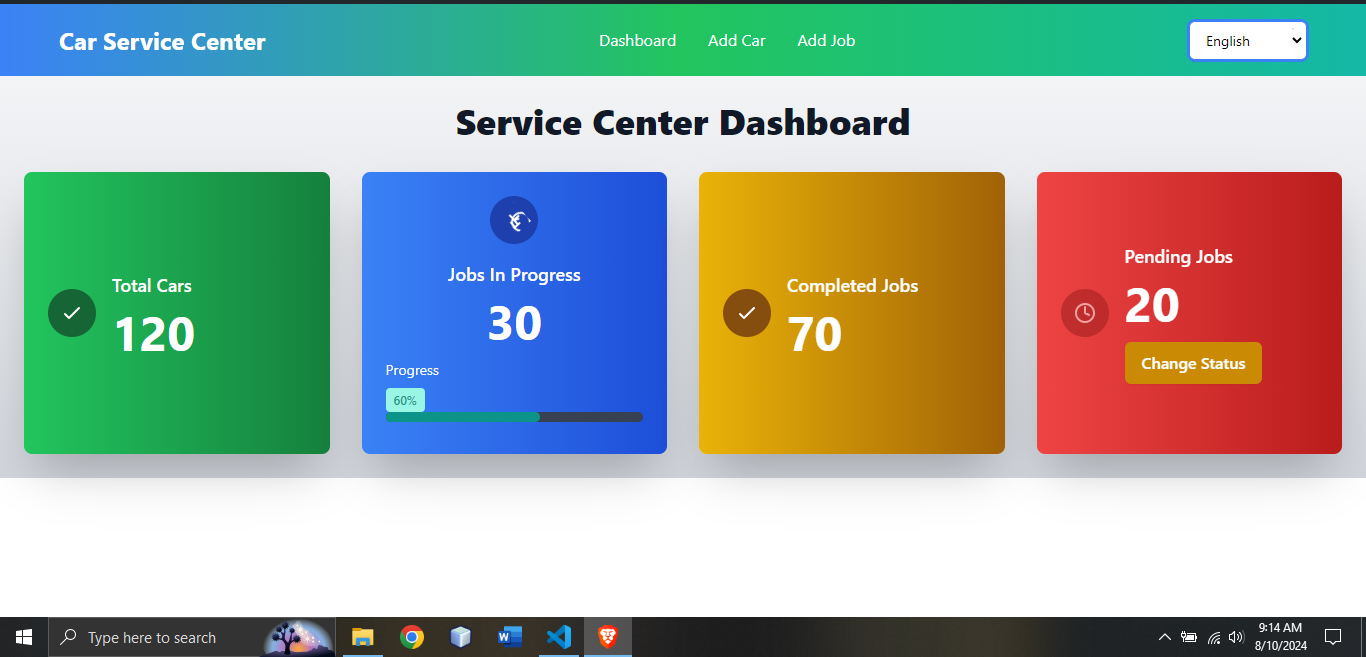 Car Service Center
Dashboard Add Car Add Job
English
Service Center Dashboard
Total Cars
120
Jobs In Progress
30
Progress
60%
Completed Jobs
70
Pending Jobs
20
Change Status
Type here to search
9:14 AM
8/10/2024